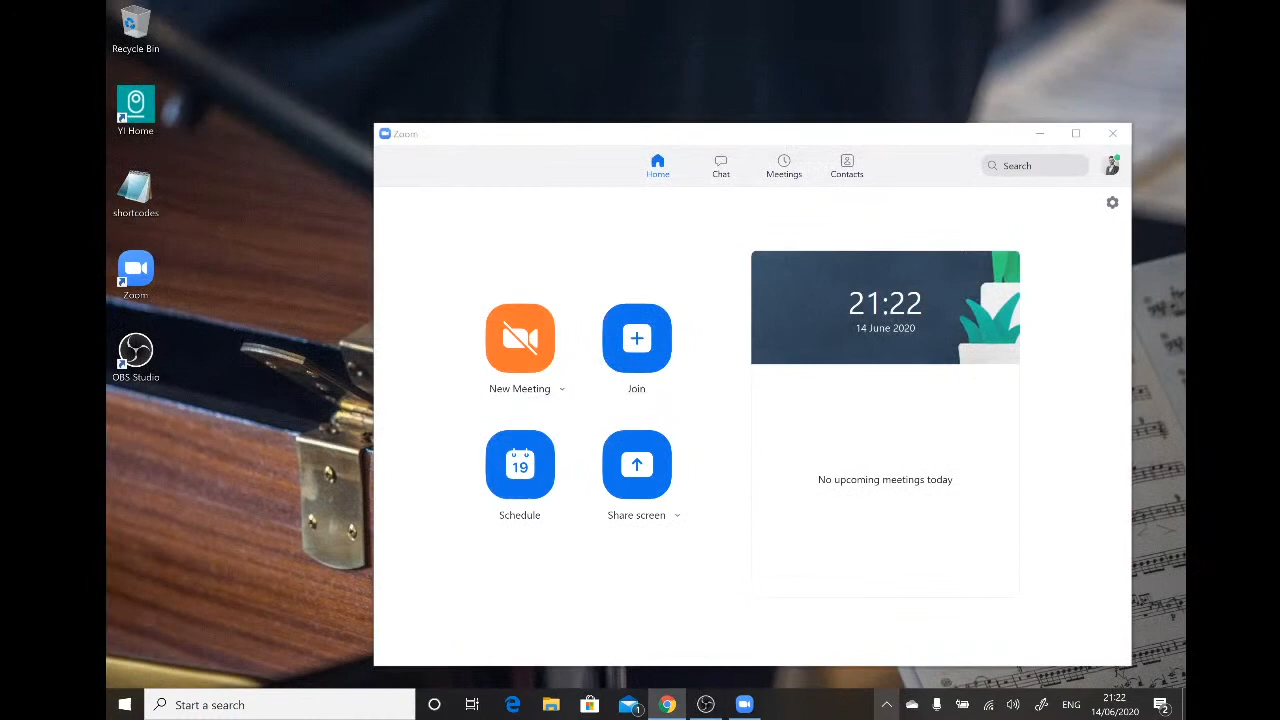 Recycle Bin
YI Home
shortcodes
Zoom
OBS Studio
Zoom
Home
Chat
Meetings
Contacts
Search
21:22
14 June 2020
New Meeting
Join
19
Schedule
Share screen
No upcoming meetings today
Start a search
1
ENG
21:22
14/06/2020
2